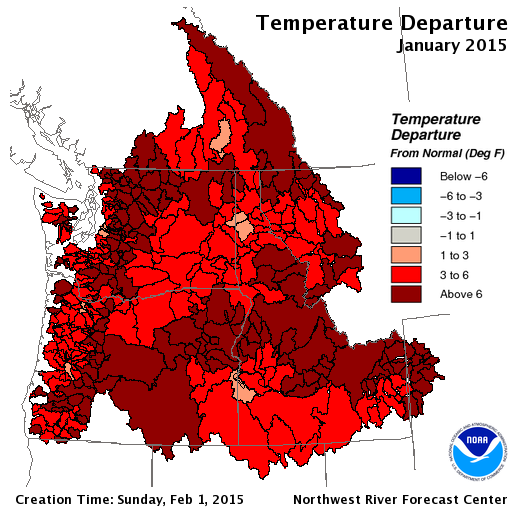 Temperature Departure
January 2015
Temperature
Departure
From Normal (Deg F)
Below −6
−6 to −3
−3 to −1
−1 to 1
1 to 3
3 to 6
Above 6
NOAA
Creation Time: Sunday, Feb 1, 2015
Northwest River Forecast Center